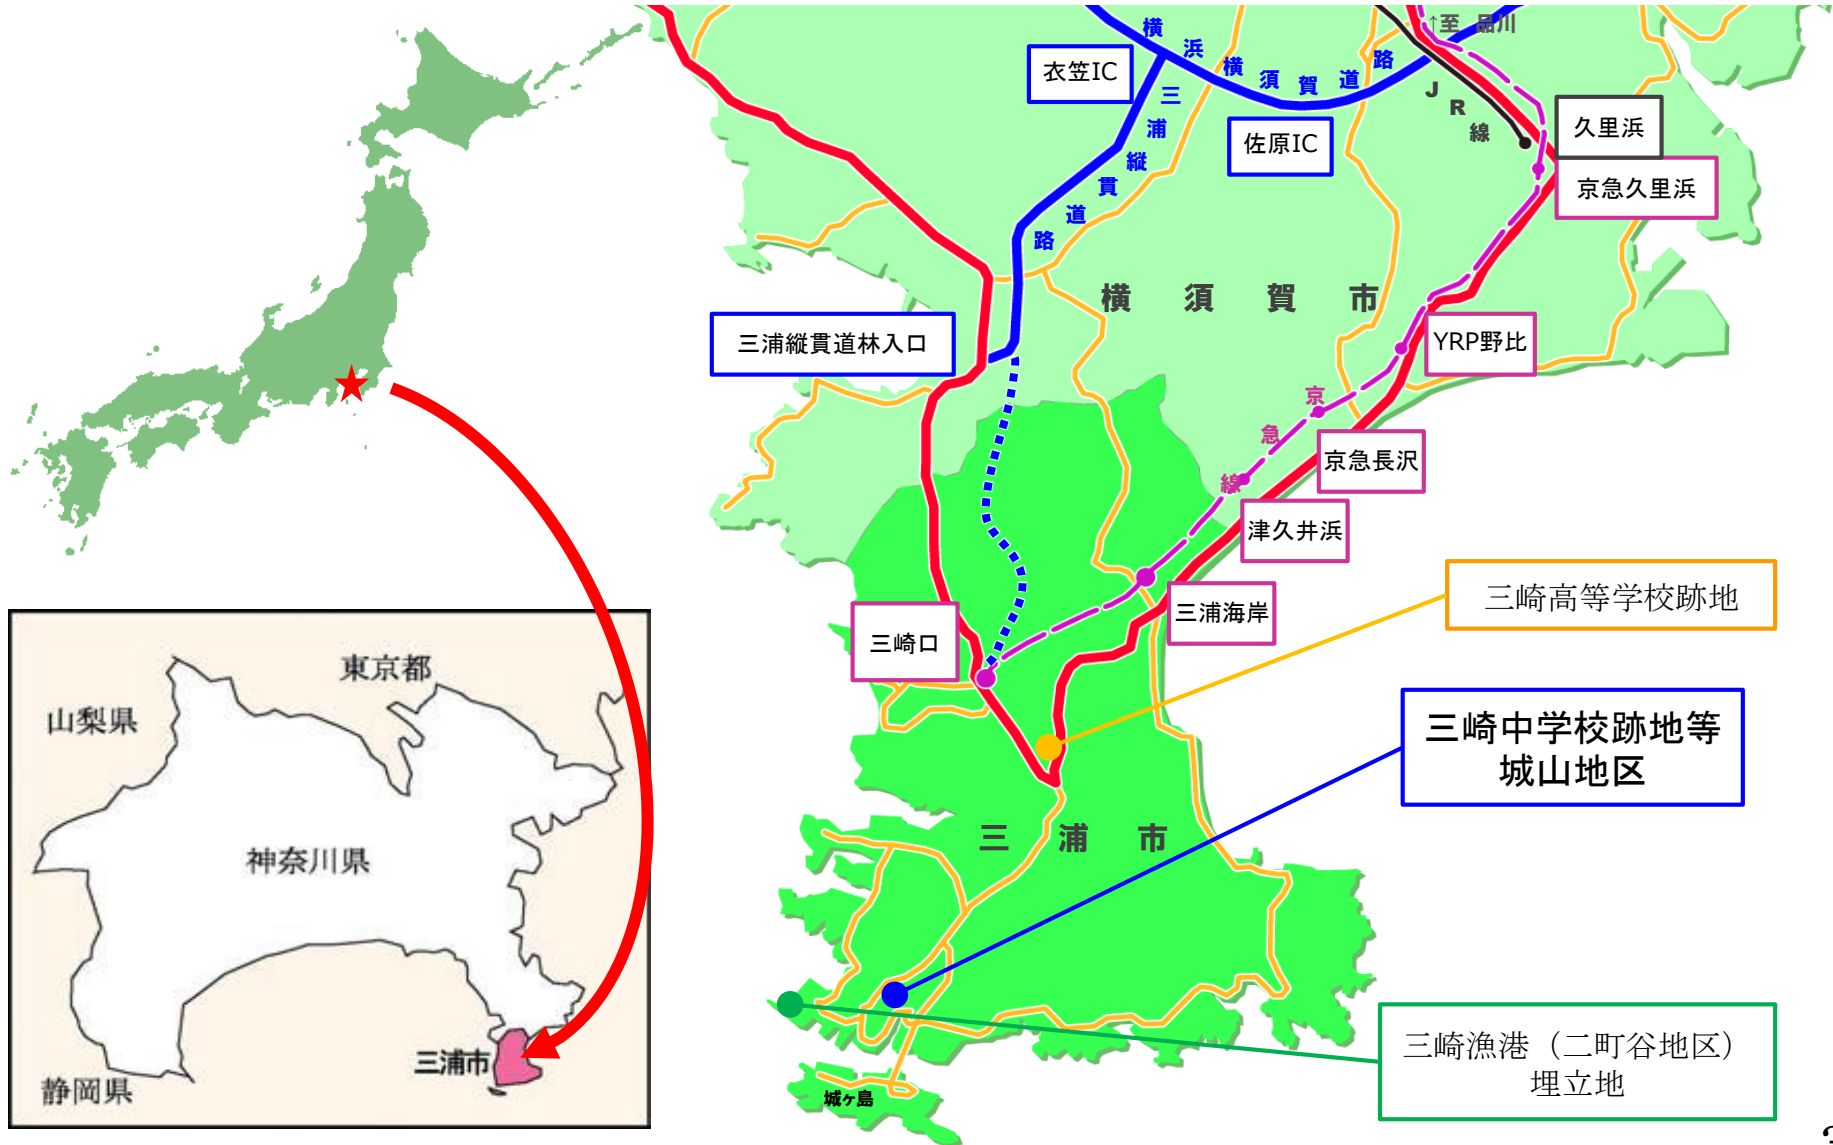 ↑至 品川
横浜横須賀道路
衣笠IC
三浦縦貫道路
佐原IC
JR線
久里浜
京急久里浜
横須賀市
三浦縦貫道林入口
YRP野比
京急線
京急長沢
津久井浜
三浦海岸
三崎口
三崎高等学校跡地
三崎中学校跡地等
城山地区
三浦市
三崎漁港（二町谷地区）
埋立地
城ヶ島
東京都
山梨県
神奈川県
三浦市
静岡県